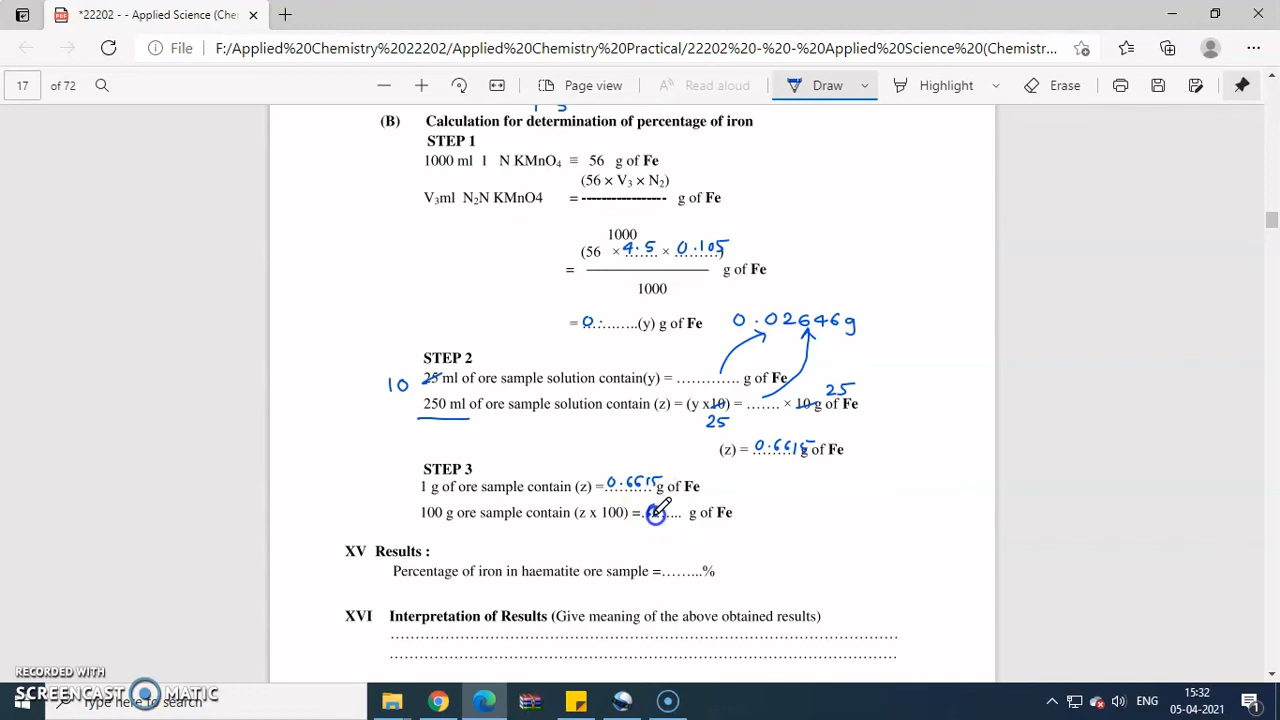 *22202 - Applied Science (Che
File
F:/Applied%20Chemistry%2022202/Applied%20Chemistry%20Practical/22202%20-%20-%20Applied%20Science%20(Chemistr...
17 of 72
Page view
Read aloud
Draw
Highlight
Erase
(B) Calculation for determination of percentage of iron
STEP 1
1000 ml 1 N KMnO4 ≡ 56 g of Fe
(56 × V3 × N2)
V3ml N2N KMnO4 = ----------------- g of Fe
1000
(56 × 4.5 × 0.105)
= g of Fe
1000
= 0. ........(y) g of Fe 0.02646g
STEP 2
10 25 ml of ore sample solution contain(y) = ............. g of Fe
25
250 ml of ore sample solution contain (z) = (y x10) = ....... × 10 g of Fe
25
(z) = 0.6615 g of Fe
STEP 3
1 g of ore sample contain (z) = 0.6615 g of Fe
100 g ore sample contain (z x 100) =........ g of Fe
XV Results :
Percentage of iron in haematite ore sample =……...%
XVI Interpretation of Results (Give meaning of the above obtained results)
RECORDED WITH
SCREENCAST MATIC
Type here to search
ENG
15:32
05-04-2021